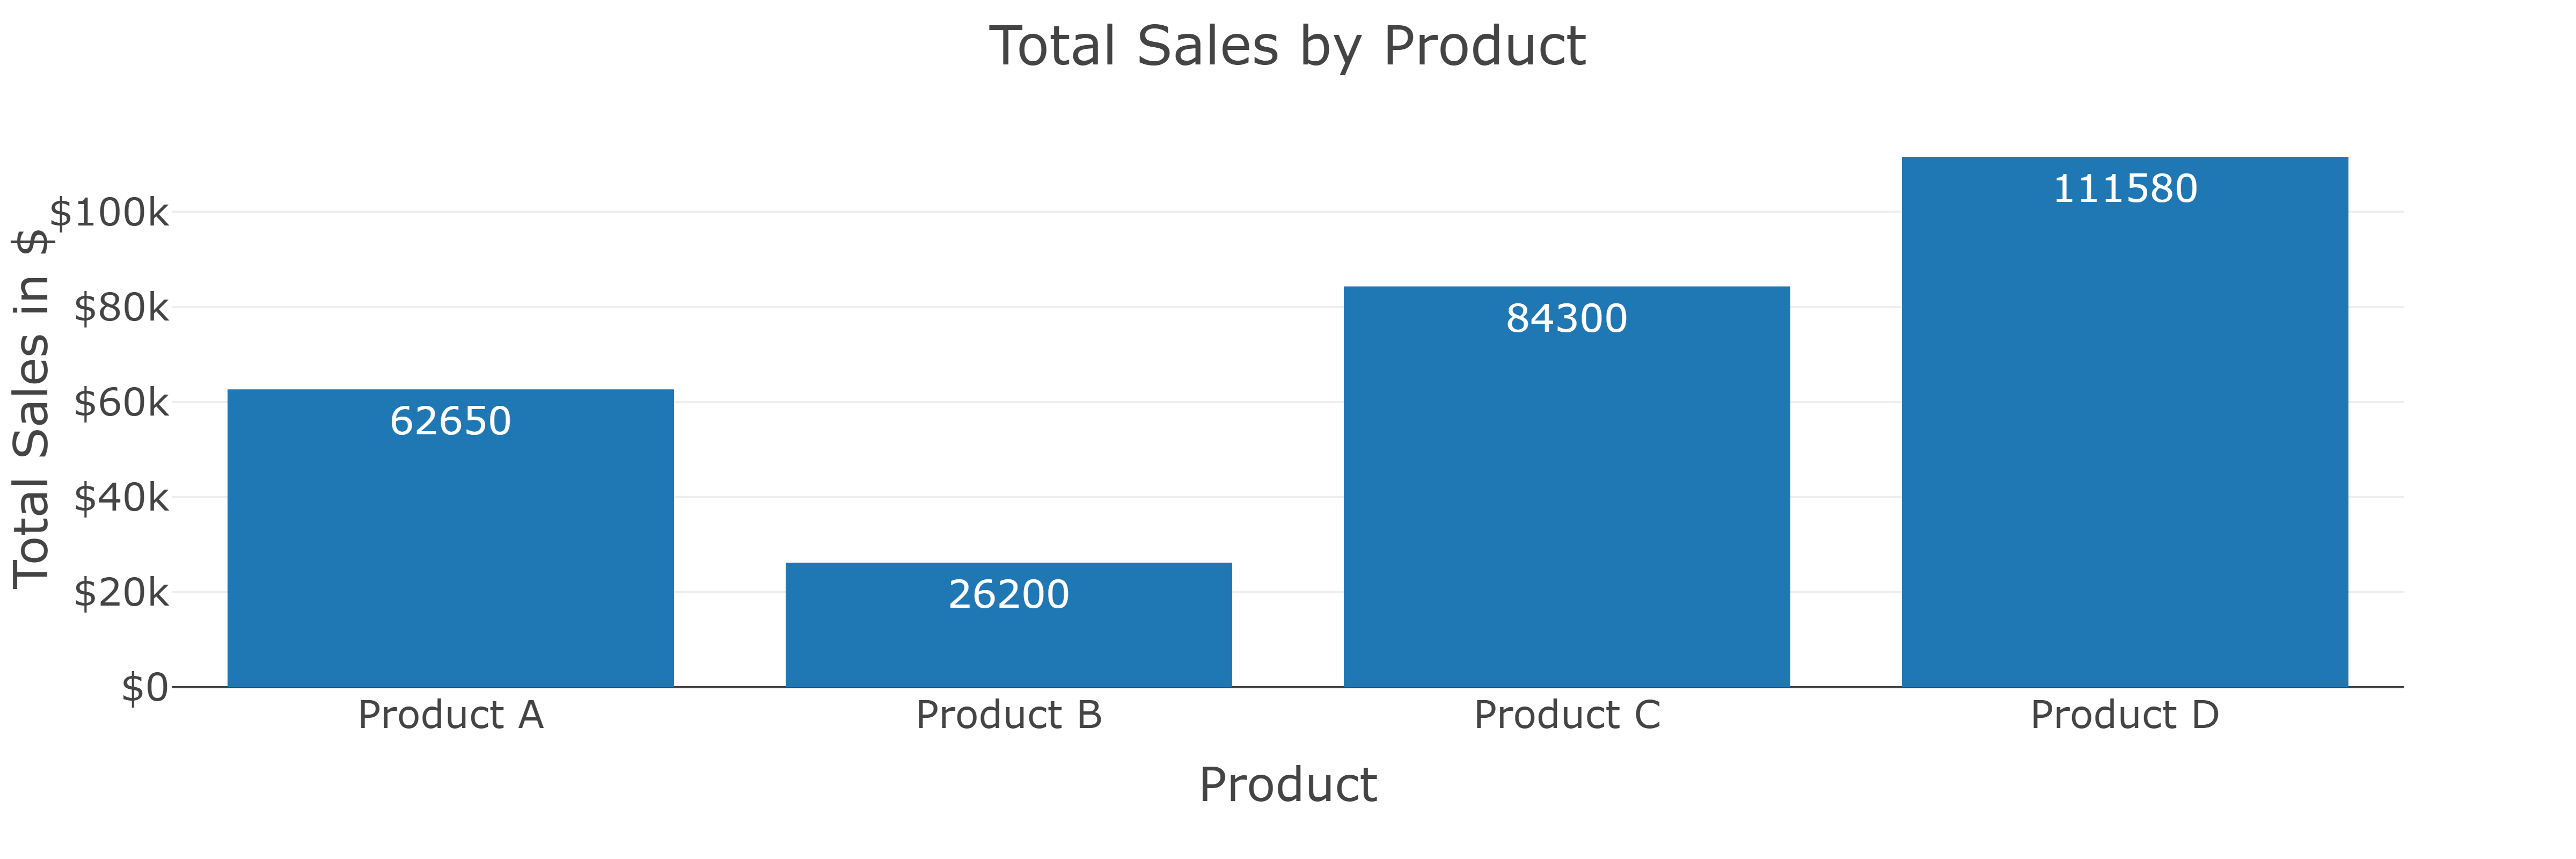 Total Sales by Product
Total Sales in $
$100k
$80k
$60k
$40k
$20k
$0
62650
26200
84300
111580
Product A
Product B
Product C
Product D
Product